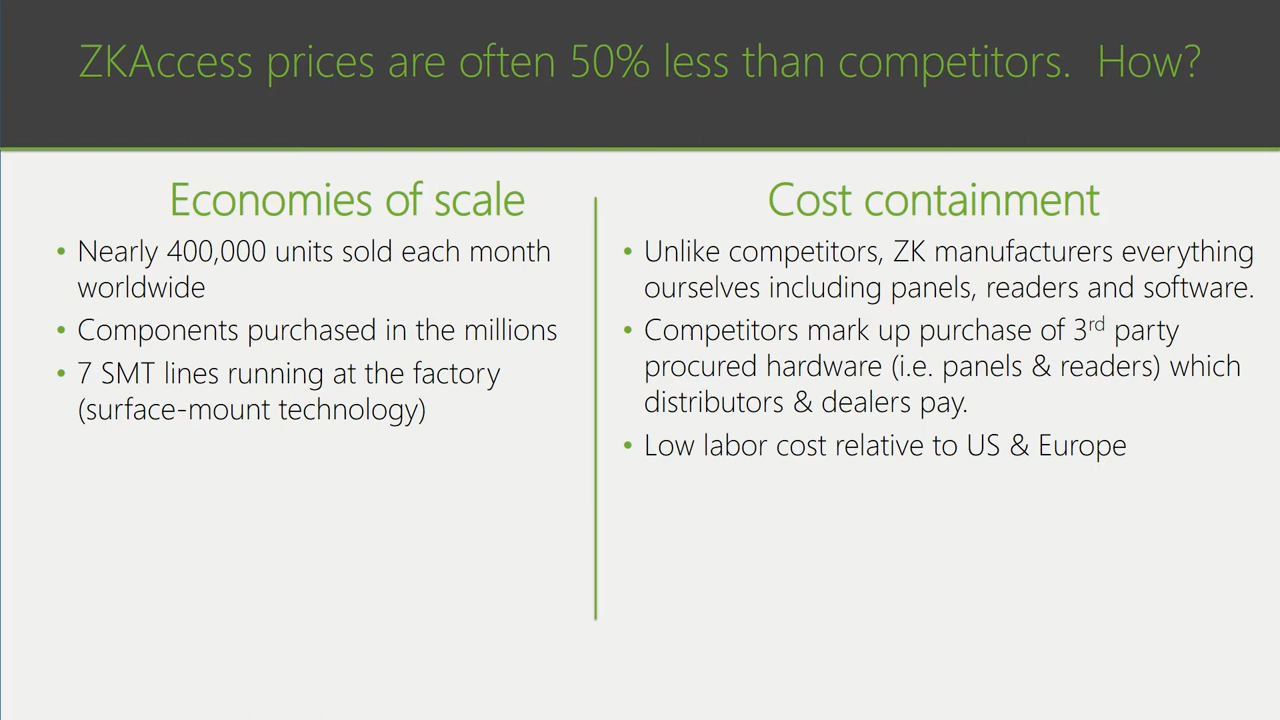 ZKAccess prices are often 50% less than competitors.  How?
Economies of scale
• Nearly 400,000 units sold each month
worldwide
• Components purchased in the millions
• 7 SMT lines running at the factory
(surface-mount technology)
Cost containment
• Unlike competitors, ZK manufacturers everything
ourselves including panels, readers and software.
• Competitors mark up purchase of 3rd party
procured hardware (i.e. panels & readers) which
distributors & dealers pay.
• Low labor cost relative to US & Europe